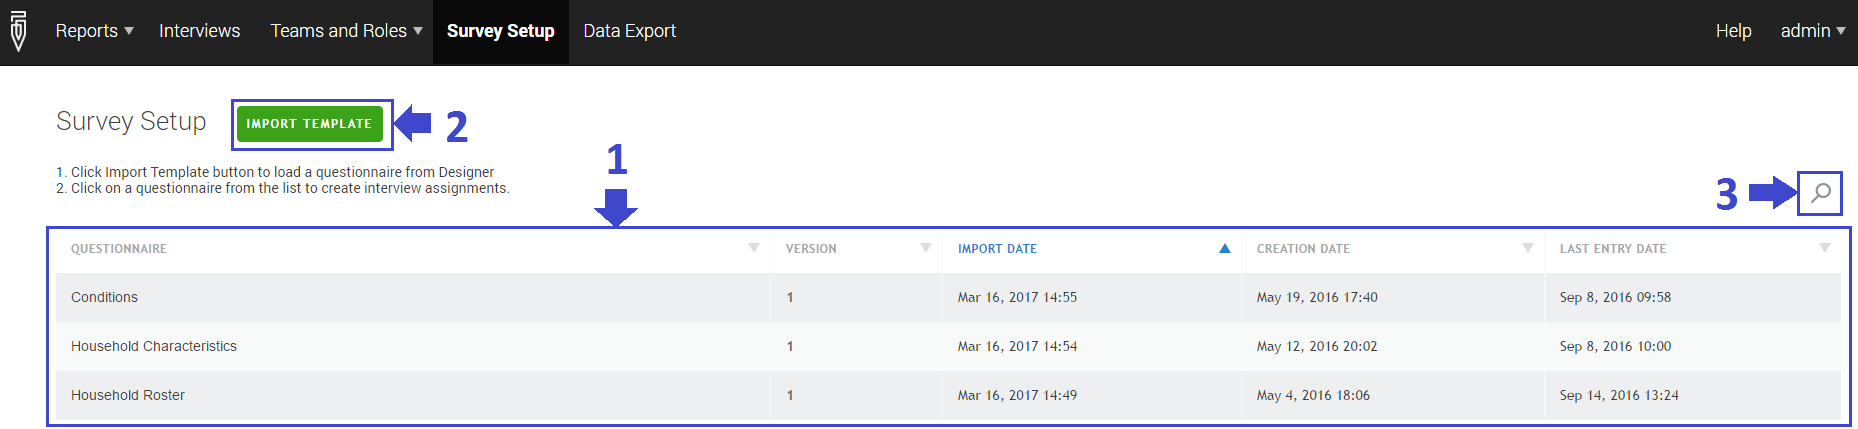 Reports Interviews Teams and Roles Survey Setup Data Export Help admin
Survey Setup IMPORT TEMPLATE 2
1
1. Click Import Template button to load a questionnaire from Designer
2. Click on a questionnaire from the list to create interview assignments.
3
QUESTIONNAIRE VERSION IMPORT DATE CREATION DATE LAST ENTRY DATE
Conditions 1 Mar 16, 2017 14:55 May 19, 2016 17:40 Sep 8, 2016 09:58
Household Characteristics 1 Mar 16, 2017 14:54 May 12, 2016 20:02 Sep 8, 2016 10:00
Household Roster 1 Mar 16, 2017 14:49 May 4, 2016 18:06 Sep 14, 2016 13:24